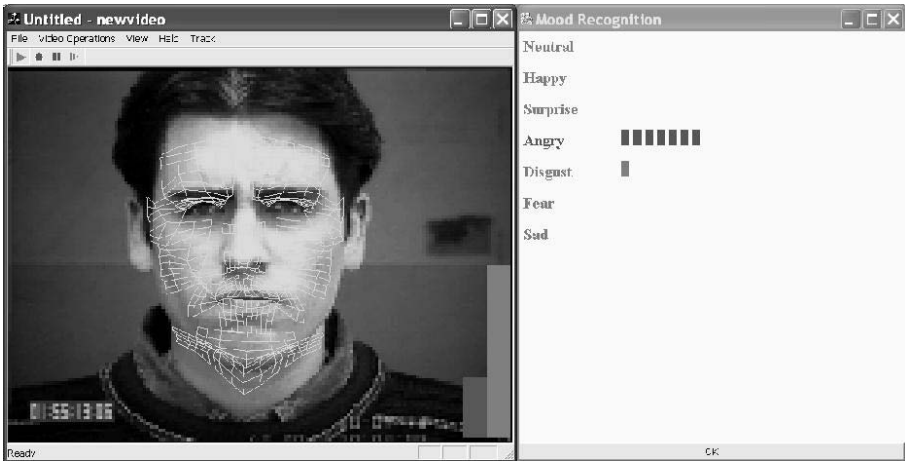 Untitled - newvideo
File Video Operations View Help Track
01:55:13:05
Ready
Mood Recognition
Neutral
Happy
Surprise
Angry
Disgust
Fear
Sad
OK